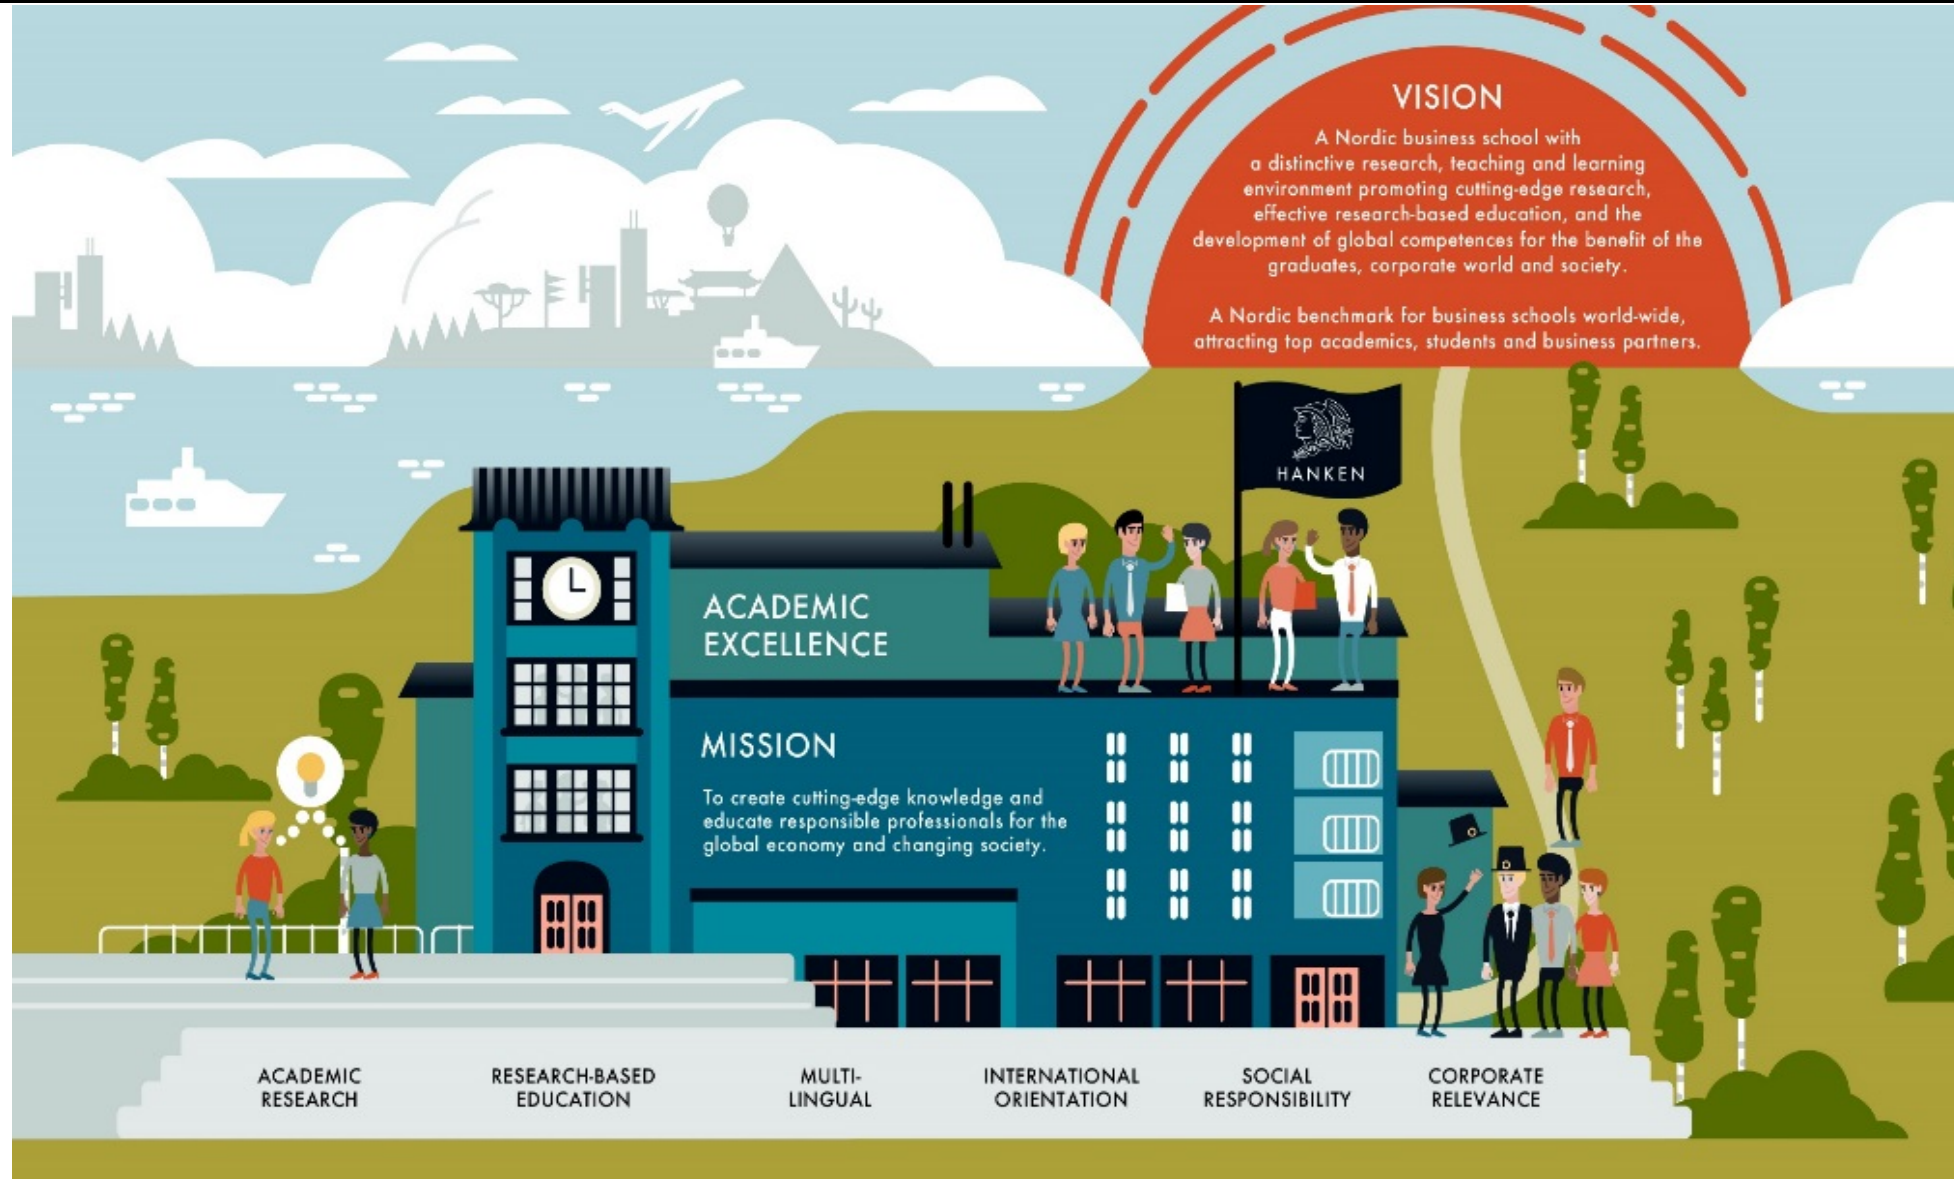 VISION
A Nordic business school with
a distinctive research, teaching and learning
environment promoting cutting-edge research,
effective research-based education, and the
development of global competences for the benefit of the
graduates, corporate world and society.
A Nordic benchmark for business schools world-wide,
attracting top academics, students and business partners.
HANKEN
ACADEMIC
EXCELLENCE
MISSION
To create cutting-edge knowledge and
educate responsible professionals for the
global economy and changing society.
ACADEMIC
RESEARCH
RESEARCH-BASED
EDUCATION
MULTI-
LINGUAL
INTERNATIONAL
ORIENTATION
SOCIAL
RESPONSIBILITY
CORPORATE
RELEVANCE